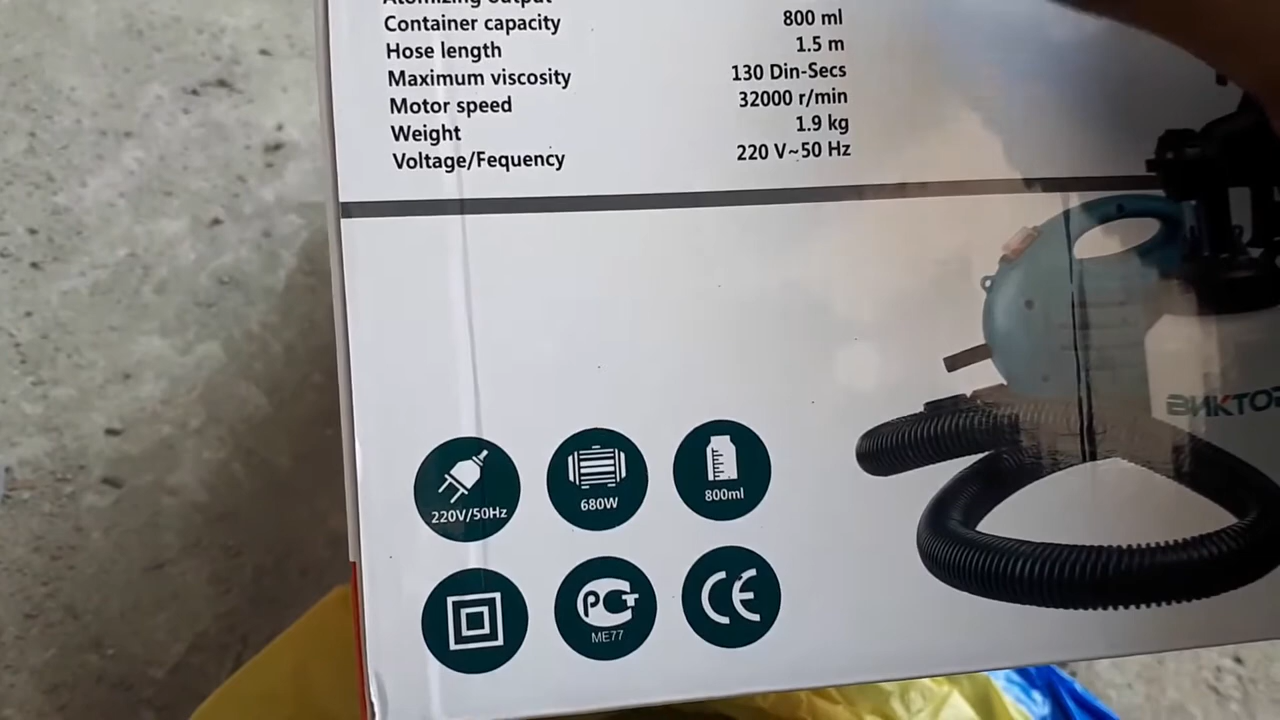 Atomizing output
Container capacity 800 ml
Hose length 1.5 m
Maximum viscosity 130 Din-Secs
Motor speed 32000 r/min
Weight 1.9 kg
Voltage/Fequency 220 V~50 Hz
ВИКТО
220V/50Hz
680W
800ml
РСТ
ME77
CE